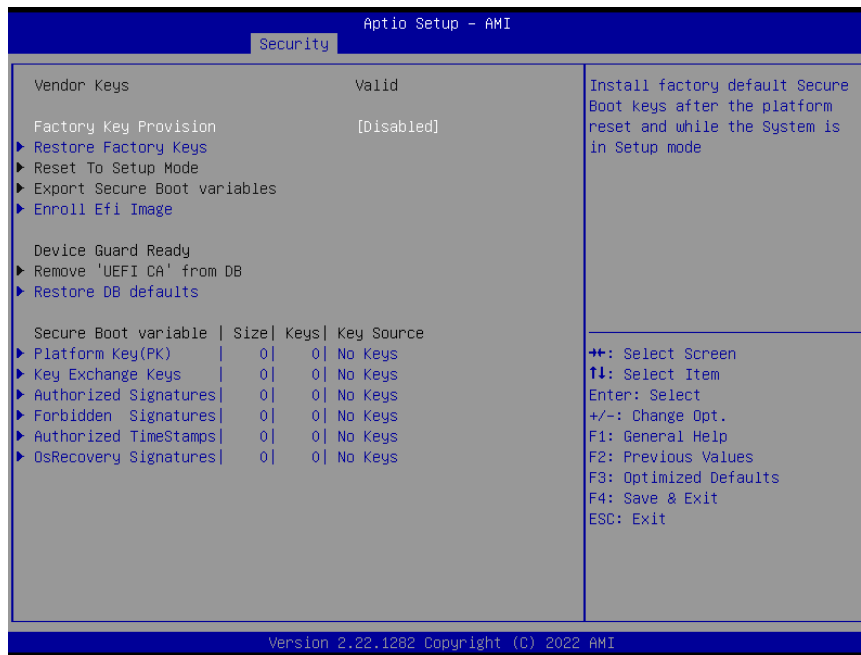 Aptio Setup – AMI
Security
Vendor Keys Valid
Factory Key Provision [Disabled]
Restore Factory Keys
Reset To Setup Mode
Export Secure Boot variables
Enroll Efi Image
Device Guard Ready
Remove 'UEFI CA' from DB
Restore DB defaults
Secure Boot variable | Size| Keys| Key Source
Platform Key(PK) | 0| 0| No Keys
Key Exchange Keys | 0| 0| No Keys
Authorized Signatures| 0| 0| No Keys
Forbidden Signatures| 0| 0| No Keys
Authorized TimeStamps| 0| 0| No Keys
OsRecovery Signatures| 0| 0| No Keys
Install factory default Secure
Boot keys after the platform
reset and while the System is
in Setup mode
→←: Select Screen
↑↓: Select Item
Enter: Select
+/-: Change Opt.
F1: General Help
F2: Previous Values
F3: Optimized Defaults
F4: Save & Exit
ESC: Exit
Version 2.22.1282 Copyright (C) 2022 AMI